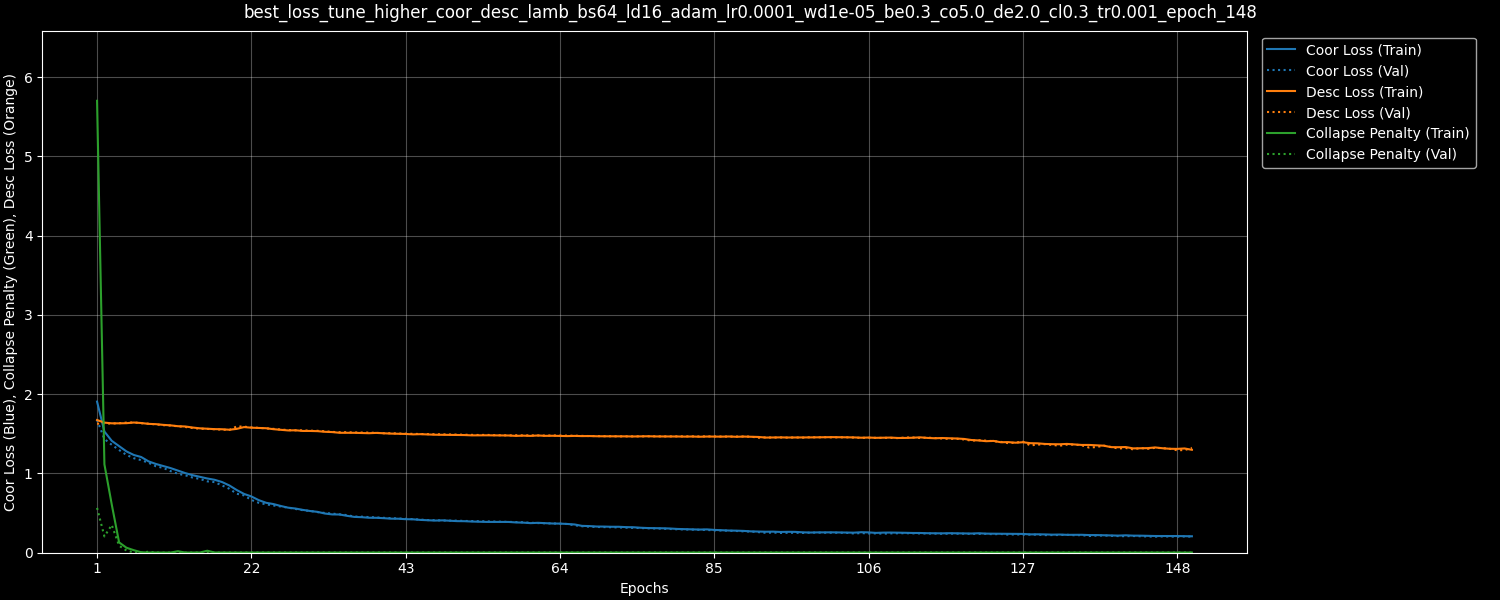 best_loss_tune_higher_coor_desc_lamb_bs64_ld16_adam_lr0.0001_wd1e-05_be0.3_co5.0_de2.0_cl0.3_tr0.001_epoch_148
Coor Loss (Blue), Collapse Penalty (Green), Desc Loss (Orange)
6
5
4
3
2
1
0
1 22 43 64 85 106 127 148
Epochs
Coor Loss (Train)
Coor Loss (Val)
Desc Loss (Train)
Desc Loss (Val)
Collapse Penalty (Train)
Collapse Penalty (Val)